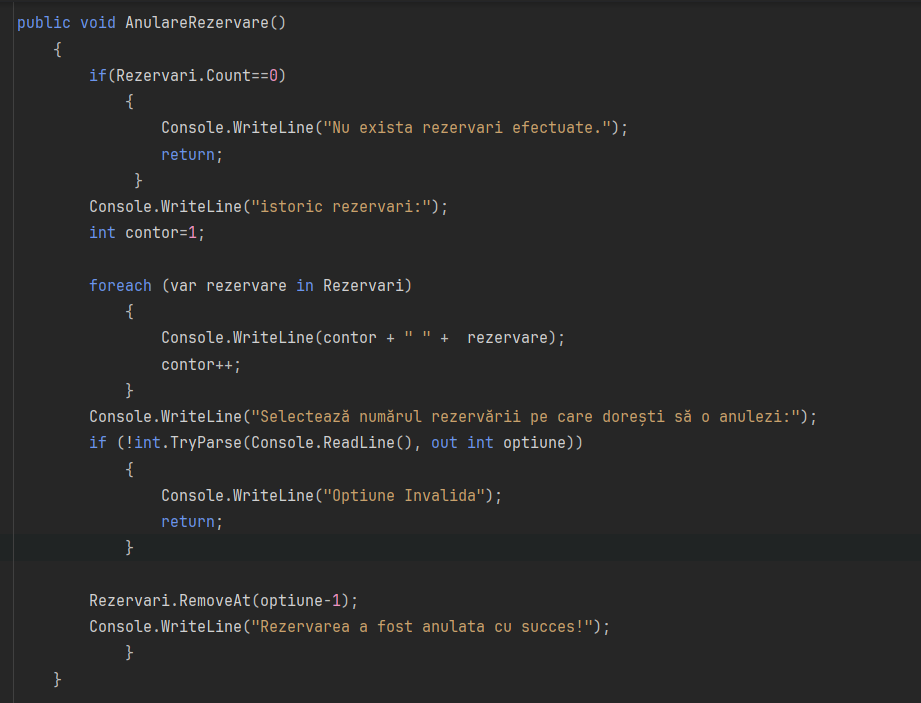 public void AnulareRezervare()
{
if(Rezervari.Count==0)
{
Console.WriteLine("Nu exista rezervari efectuate.");
return;
}
Console.WriteLine("istoric rezervari:");
int contor=1;
foreach (var rezervare in Rezervari)
{
Console.WriteLine(contor + " " +  rezervare);
contor++;
}
Console.WriteLine("Selectează numărul rezervării pe care dorești să o anulezi:");
if (!int.TryParse(Console.ReadLine(), out int optiune))
{
Console.WriteLine("Optiune Invalida");
return;
}
Rezervari.RemoveAt(optiune-1);
Console.WriteLine("Rezervarea a fost anulata cu succes!");
}
}